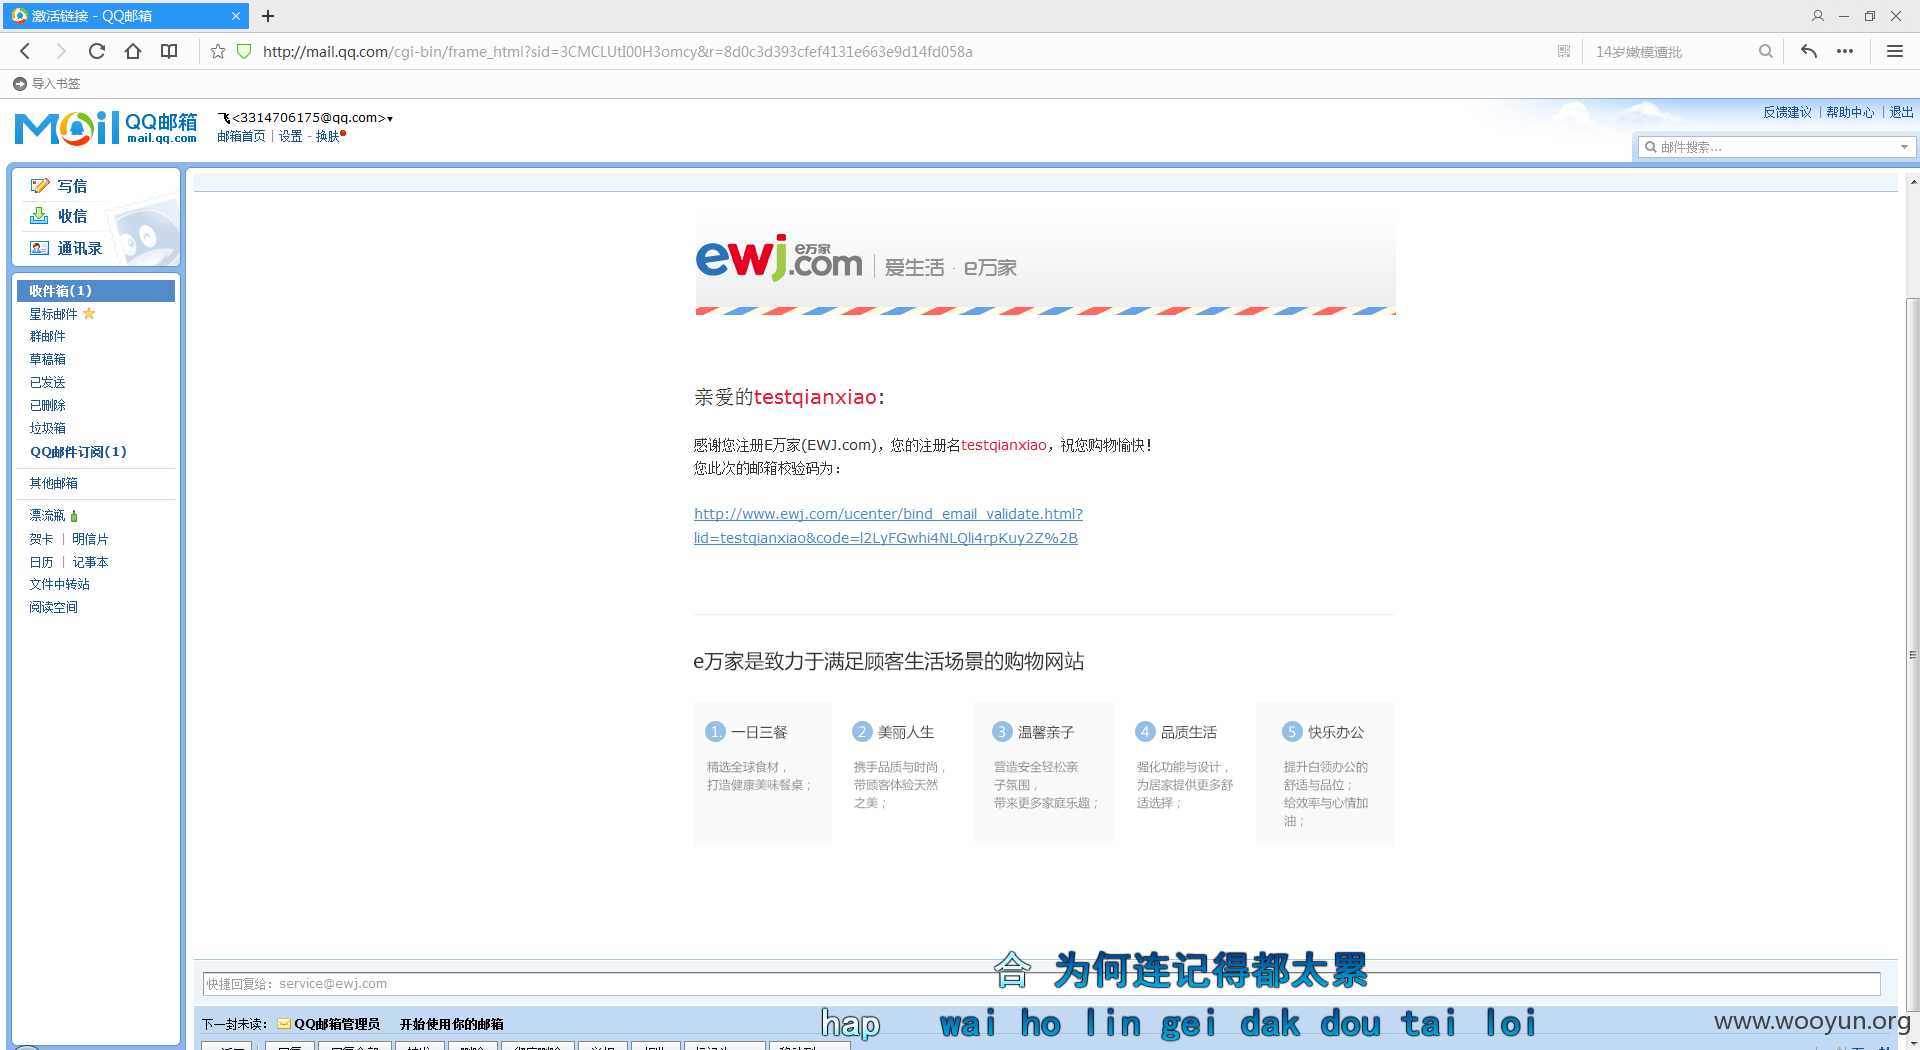 激活链接 - QQ邮箱
http://mail.qq.com/cgi-bin/frame_html?sid=3CMCLUtI00H3omcy&r=8d0c3d393cfef4131e663e9d14fd058a
14岁嫩模遭批
导入书签
Mail QQ邮箱
mail.qq.com
<3314706175@qq.com>
邮箱首页 | 设置 - 换肤
反馈建议 | 帮助中心 | 退出
邮件搜索...
写信
收信
通讯录
收件箱(1)
星标邮件
群邮件
草稿箱
已发送
已删除
垃圾箱
QQ邮件订阅(1)
其他邮箱
漂流瓶
贺卡 | 明信片
日历 | 记事本
文件中转站
阅读空间
ewj.com e万家 | 爱生活 · e万家
亲爱的testqianxiao:
感谢您注册E万家(EWJ.com)，您的注册名testqianxiao，祝您购物愉快！
您此次的邮箱校验码为：
http://www.ewj.com/ucenter/bind_email_validate.html?
lid=testqianxiao&code=l2LyFGwhi4NLQli4rpKuy2Z%2B
e万家是致力于满足顾客生活场景的购物网站
1. 一日三餐
精选全球食材，
打造健康美味餐桌；
2 美丽人生
携手品质与时尚，
带顾客体验天然
之美；
3 温馨亲子
营造安全轻松亲
子氛围，
带来更多家庭乐趣；
4 品质生活
强化功能与设计，
为居家提供更多舒
适选择；
5 快乐办公
提升白领办公的
舒适与品位；
给效率与心情加
油；
快捷回复给：service@ewj.com
合 为何连记得都太累
hap wai ho lin gei dak dou tai loi
下一封未读： QQ邮箱管理员 开始使用你的邮箱
www.wooyun.org